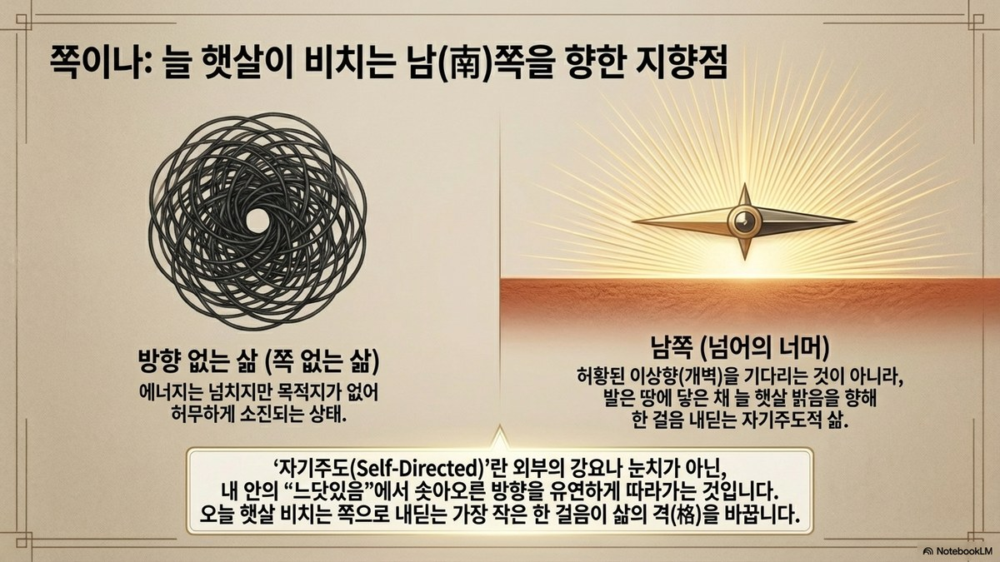 쪽이나: 늘 햇살이 비치는 남(南)쪽을 향한 지향점
방향 없는 삶 (쪽 없는 삶)
에너지는 넘치지만 목적지가 없어
허무하게 소진되는 상태.
남쪽 (넘어의 너머)
허황된 이상향(개벽)을 기다리는 것이 아니라,
발은 땅에 닿은 채 늘 햇살 밝음을 향해
한 걸음 내딛는 자기주도적 삶.
‘자기주도(Self-Directed)’란 외부의 강요나 눈치가 아닌,
내 안의 “느닷있음”에서 솟아오른 방향을 유연하게 따라가는 것입니다.
오늘 햇살 비치는 쪽으로 내딛는 가장 작은 한 걸음이 삶의 격(格)을 바꿉니다.
NotebookLM